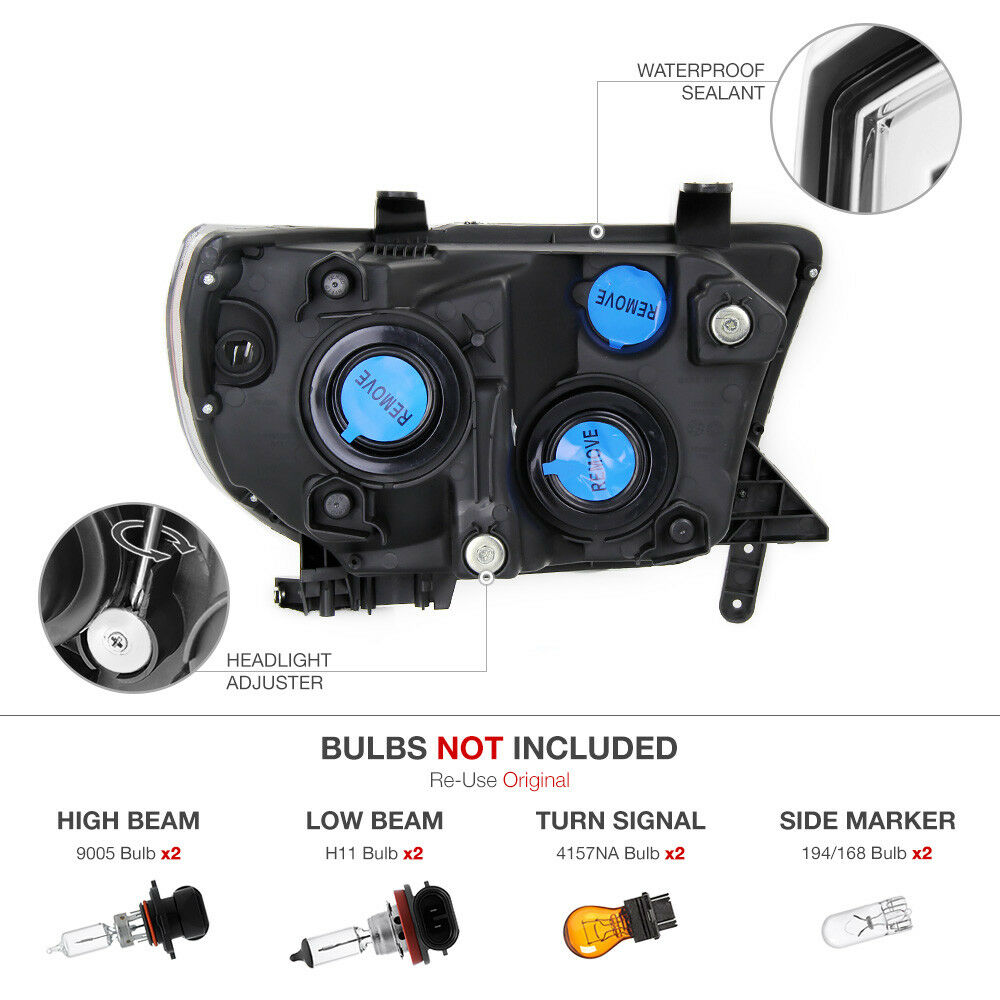 WATERPROOF
SEALANT
REMOVE
REMOVE
REMOVE
HEADLIGHT
ADJUSTER
BULBS NOT INCLUDED
Re-Use Original
HIGH BEAM
9005 Bulb x2
LOW BEAM
H11 Bulb x2
TURN SIGNAL
4157NA Bulb x2
SIDE MARKER
194/168 Bulb x2